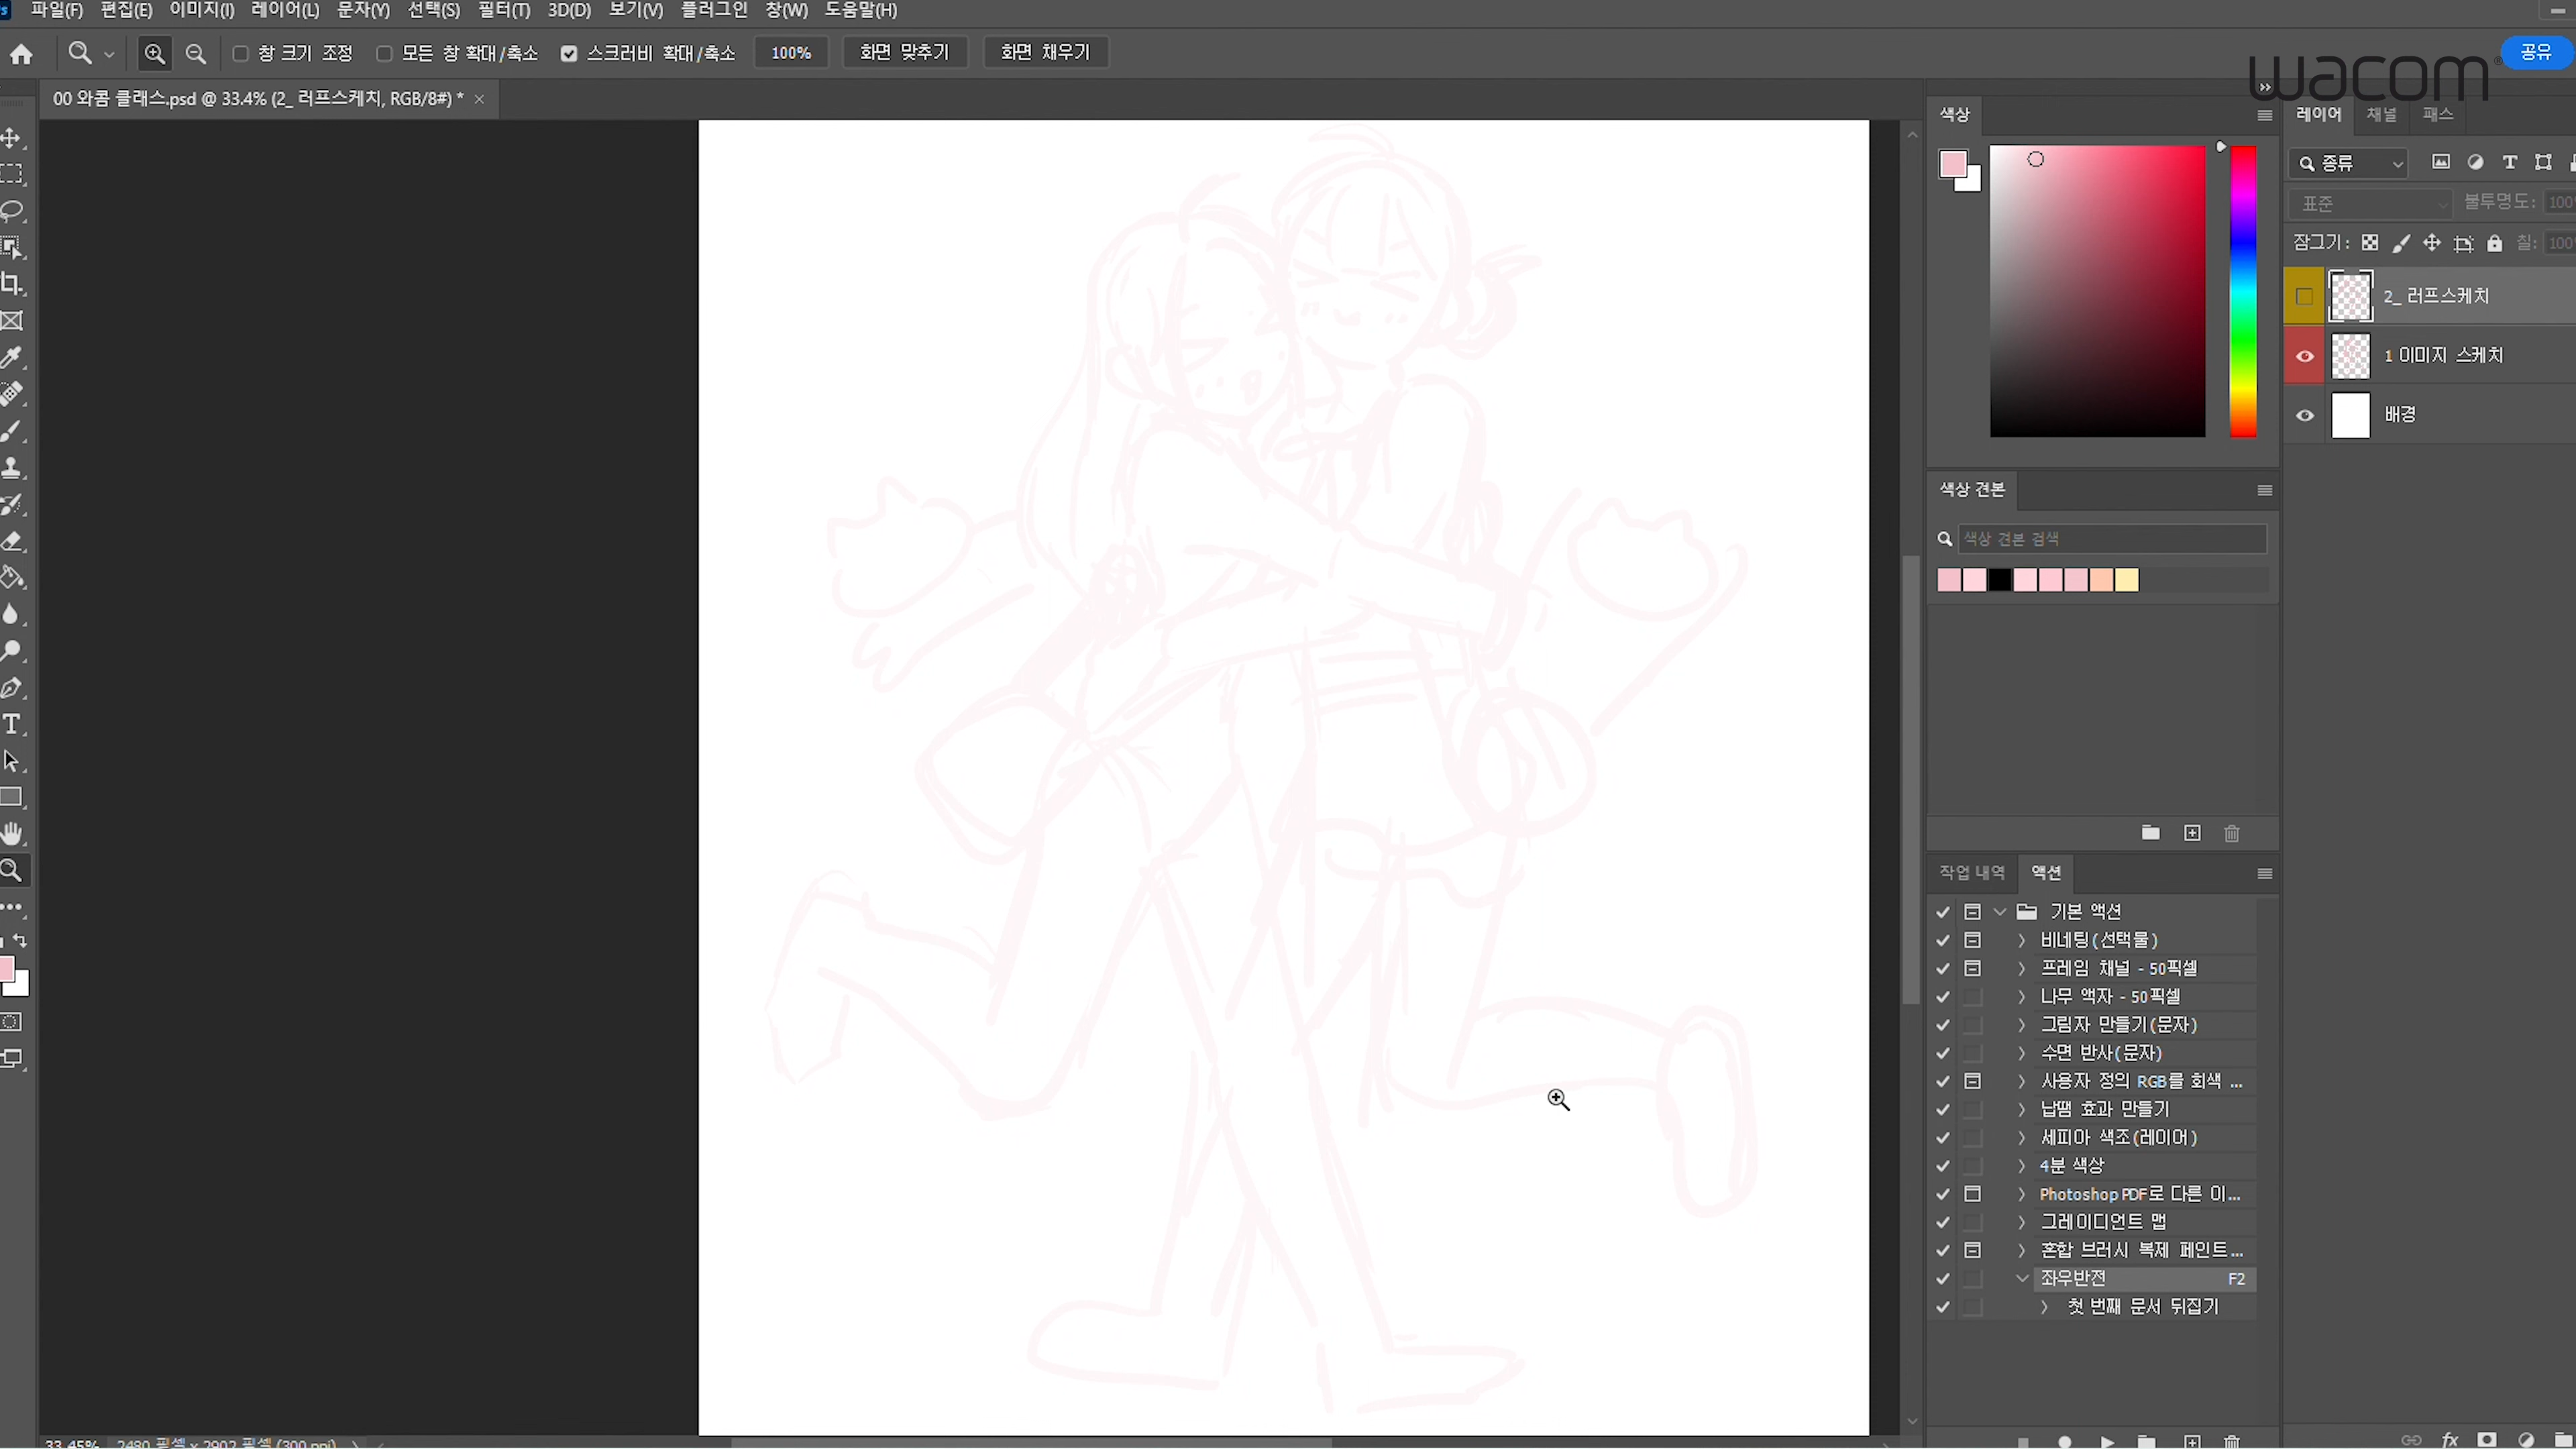 파일(F) 편집(E) 이미지(I) 레이어(L) 문자(Y) 선택(S) 필터(T) 3D(D) 보기(V) 플러그인 창(W) 도움말(H)
창 크기 조정 모든 창 확대/축소 스크러비 확대/축소 100% 화면 맞추기 화면 채우기
wacom
공유
00 와콤 클래스.psd @ 33.4% (2_ 러프스케치, RGB/8#) *
색상
레이어 채널 패스
종류
표준 불투명도: 100
잠그기: 칠: 100
2_ 러프스케치
1 이미지 스케치
배경
색상 견본
색상 견본 검색
작업 내역 액션
기본 액션
비네팅(선택물)
프레임 채널 - 50픽셀
나무 액자 - 50픽셀
그림자 만들기(문자)
수면 반사(문자)
사용자 정의 RGB를 회색 ...
납땜 효과 만들기
세피아 색조(레이어)
4분 색상
Photoshop PDF로 다른 이...
그레이디언트 맵
혼합 브러시 복제 페인트...
좌우반전 F2
첫 번째 문서 뒤집기
33.45% 2480 픽셀 x 2902 픽셀 (300 ppi)
fx